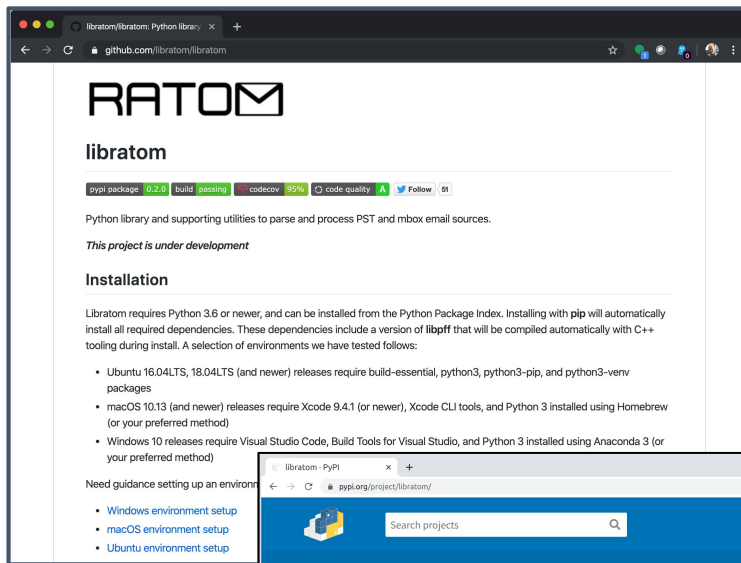 libratom/libratom: Python library
github.com/libratom/libratom
1
0
RATOM
libratom
pypi package 0.2.0 build passing codecov 95% code quality A Follow 51
Python library and supporting utilities to parse and process PST and mbox email sources.
This project is under development
Installation
Libratom requires Python 3.6 or newer, and can be installed from the Python Package Index. Installing with pip will automatically
install all required dependencies. These dependencies include a version of libpff that will be compiled automatically with C++
tooling during install. A selection of environments we have tested follows:
• Ubuntu 16.04LTS, 18.04LTS (and newer) releases require build-essential, python3, python3-pip, and python3-venv
packages
• macOS 10.13 (and newer) releases require Xcode 9.4.1 (or newer), Xcode CLI tools, and Python 3 installed using Homebrew
(or your preferred method)
• Windows 10 releases require Visual Studio Code, Build Tools for Visual Studio, and Python 3 installed using Anaconda 3 (or
your preferred method)
Need guidance setting up an environm
• Windows environment setup
• macOS environment setup
• Ubuntu environment setup
libratom · PyPI
pypi.org/project/libratom/
Search projects